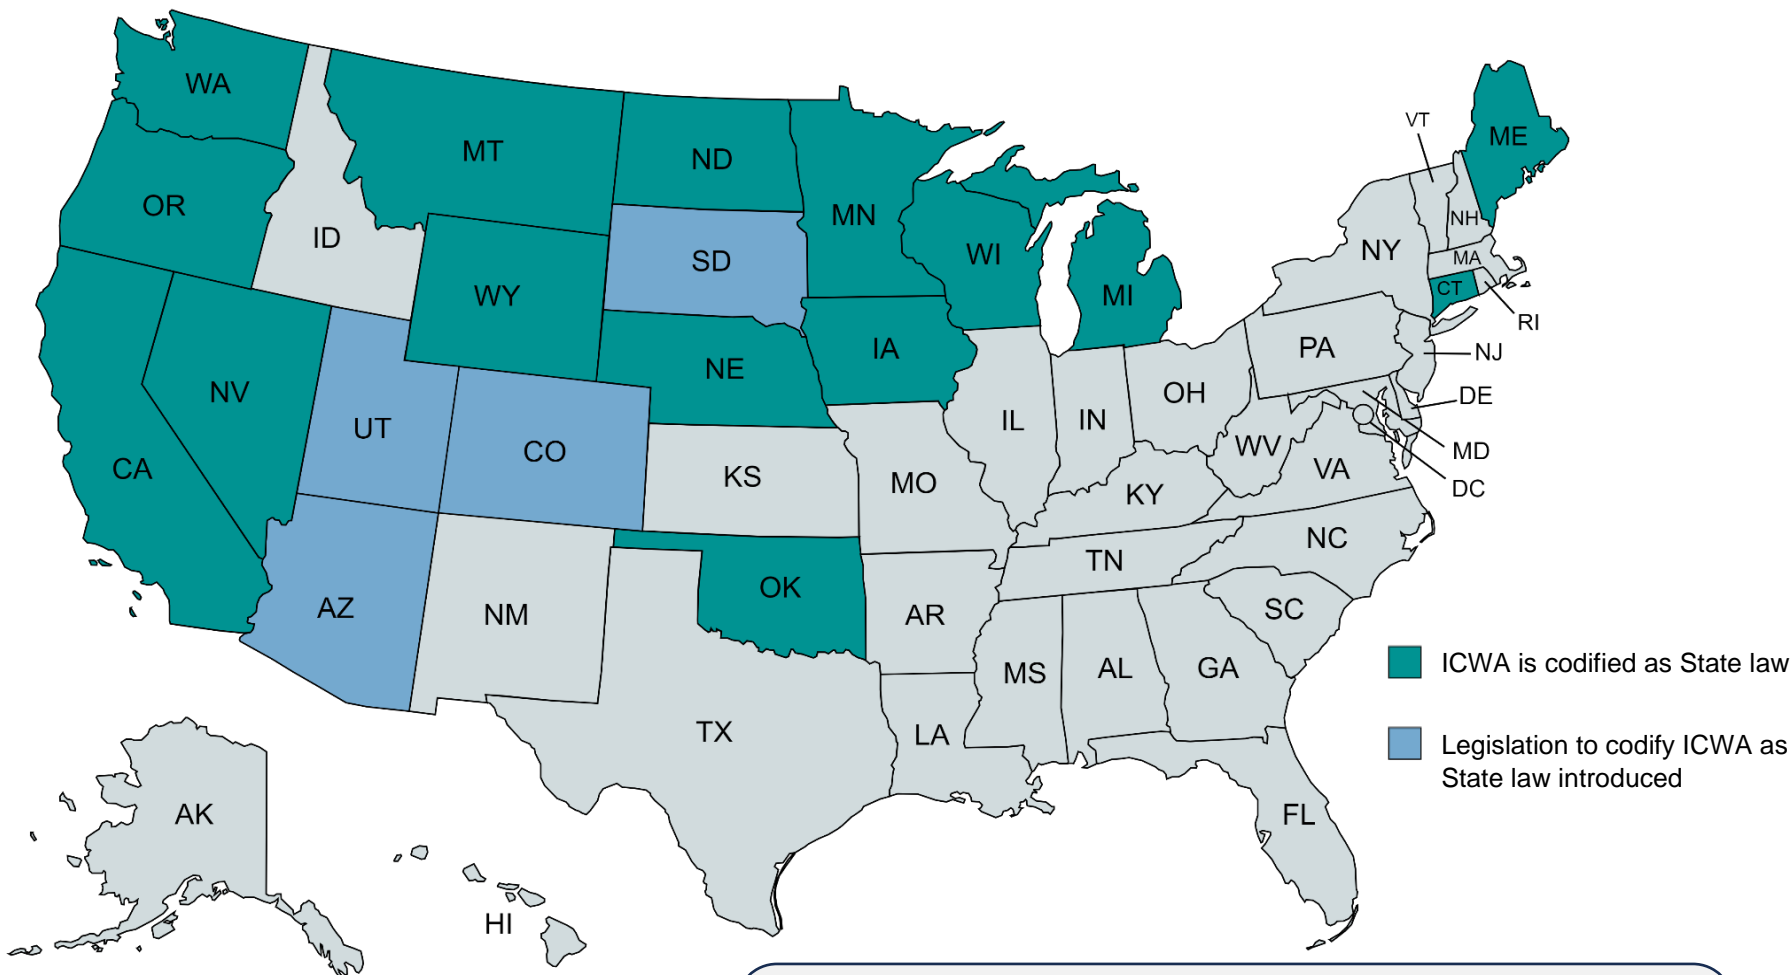 WA
MT
ND
MN
OR
ID
SD
WI
MI
WY
NE
IA
NV
UT
CO
CA
KS
MO
IL
IN
OH
PA
NY
VT
NH
ME
MA
CT
RI
NJ
DE
MD
DC
WV
VA
KY
NC
TN
SC
AZ
NM
OK
AR
MS
AL
GA
TX
LA
FL
AK
HI
ICWA is codified as State law
Legislation to codify ICWA as
State law introduced